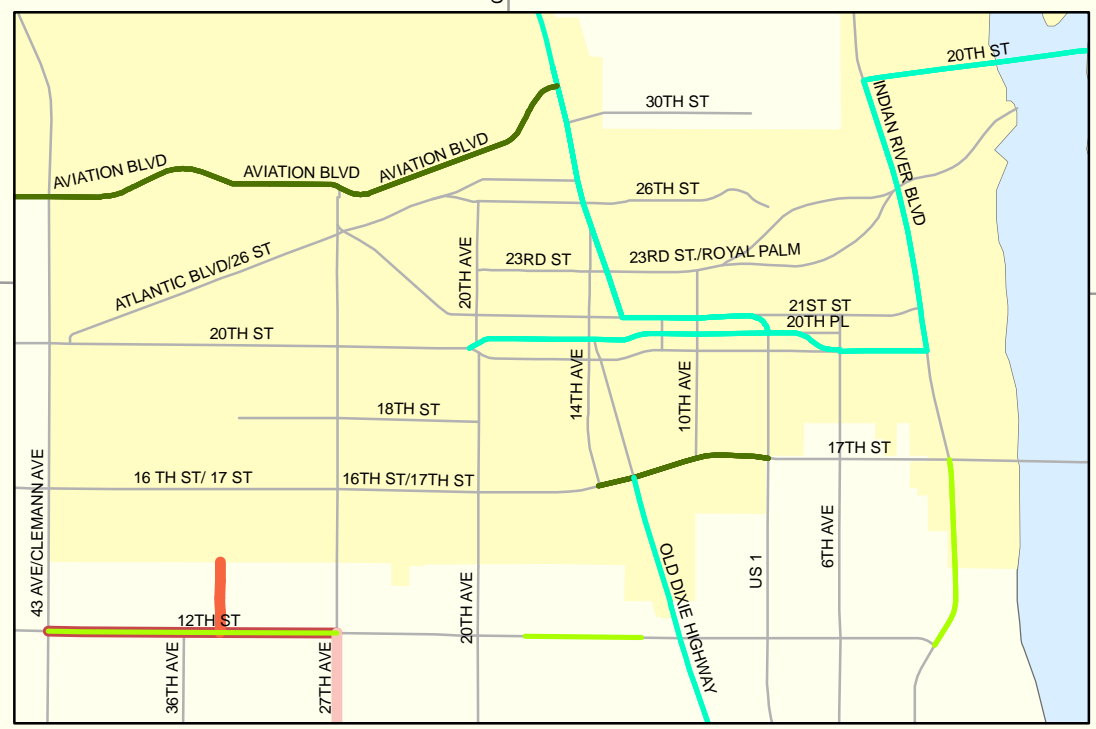 20TH ST
INDIAN RIVER BLVD
30TH ST
AVIATION BLVD
AVIATION BLVD
AVIATION BLVD
26TH ST
ATLANTIC BLVD/26 ST
20TH AVE
23RD ST
23RD ST./ROYAL PALM
21ST ST
20TH PL
20TH ST
14TH AVE
10TH AVE
18TH ST
43 AVE/CLEMANN AVE
16 TH ST/ 17 ST
16TH ST/17TH ST
17TH ST
OLD DIXIE HIGHWAY
US 1
6TH AVE
12TH ST
20TH AVE
36TH AVE
27TH AVE